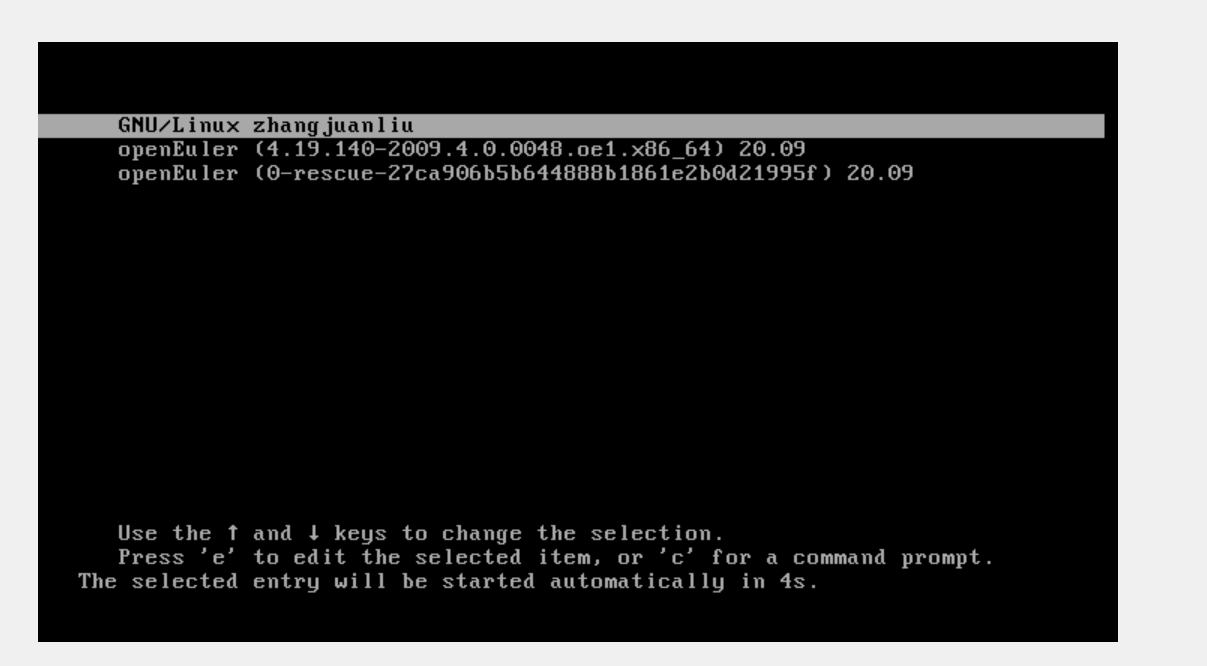 GNU/Linux zhangjuanliu
openEuler (4.19.140-2009.4.0.0048.oe1.x86_64) 20.09
openEuler (0-rescue-27ca906b5b644888b1861e2b0d21995f) 20.09
Use the ↑ and ↓ keys to change the selection.
Press 'e' to edit the selected item, or 'c' for a command prompt.
The selected entry will be started automatically in 4s.